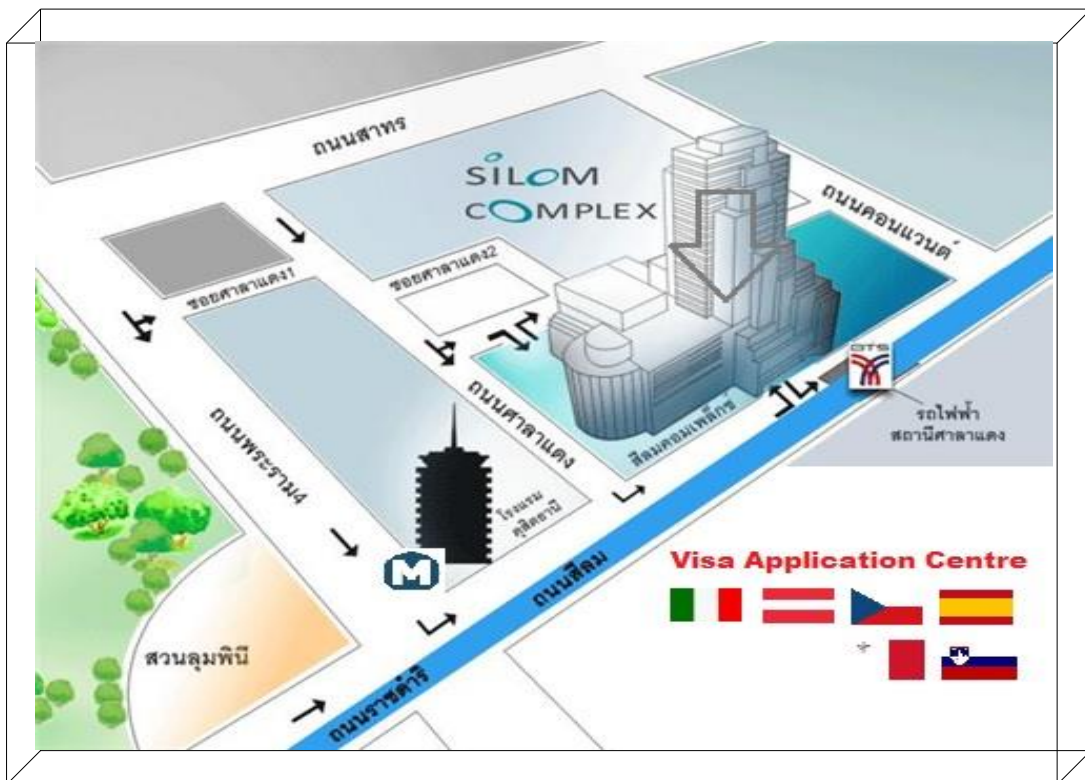 ถนนสาทร
SILOM
COMPLEX
ถนนคอนแวนต์
ซอยศาลาแดง2
ซอยศาลาแดง1
BTS
รถไฟฟ้า
สถานีศาลาแดง
สีลมคอมเพล็กซ์
ถนนศาลาแดง
ถนนพระราม4
โรงแรม
ดุสิตธานี
M
ถนนสีลม
Visa Application Centre
สวนลุมพินี
ถนนราชดำริ